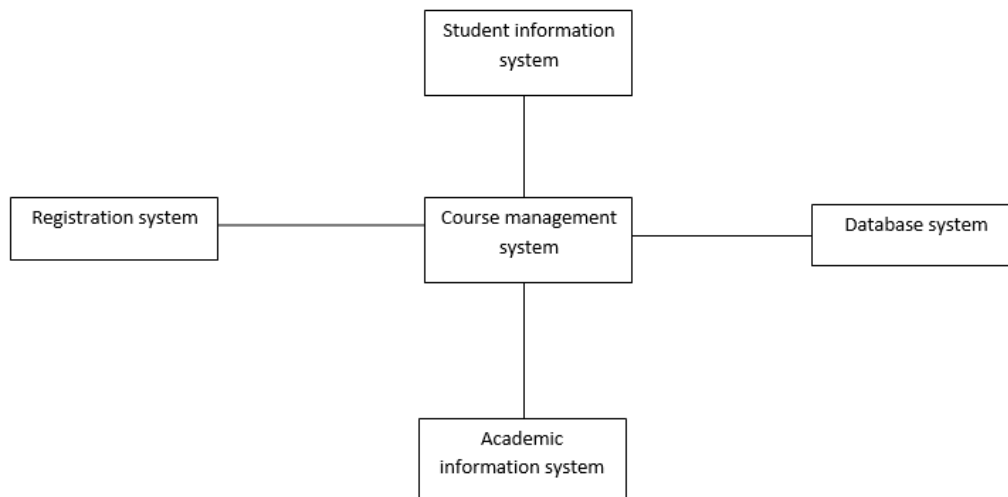 Student information
system
Registration system
Course management
system
Database system
Academic
information system